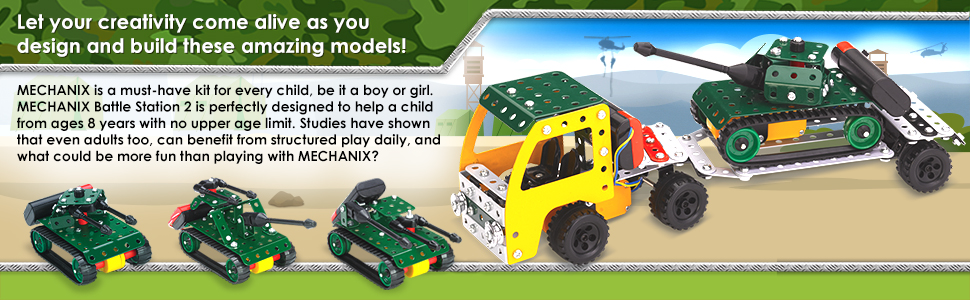 Let your creativity come alive as you
design and build these amazing models!
MECHANIX is a must-have kit for every child, be it a boy or girl.
MECHANIX Battle Station 2 is perfectly designed to help a child
from ages 8 years with no upper age limit. Studies have shown
that even adults too, can benefit from structured play daily, and
what could be more fun than playing with MECHANIX?